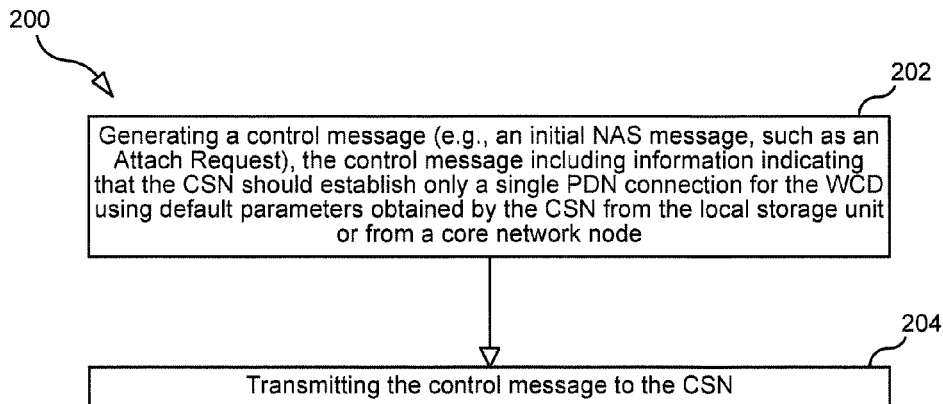 200
202
Generating a control message (e.g., an initial NAS message, such as an
Attach Request), the control message including information indicating
that the CSN should establish only a single PDN connection for the WCD
using default parameters obtained by the CSN from the local storage unit
or from a core network node
204
Transmitting the control message to the CSN